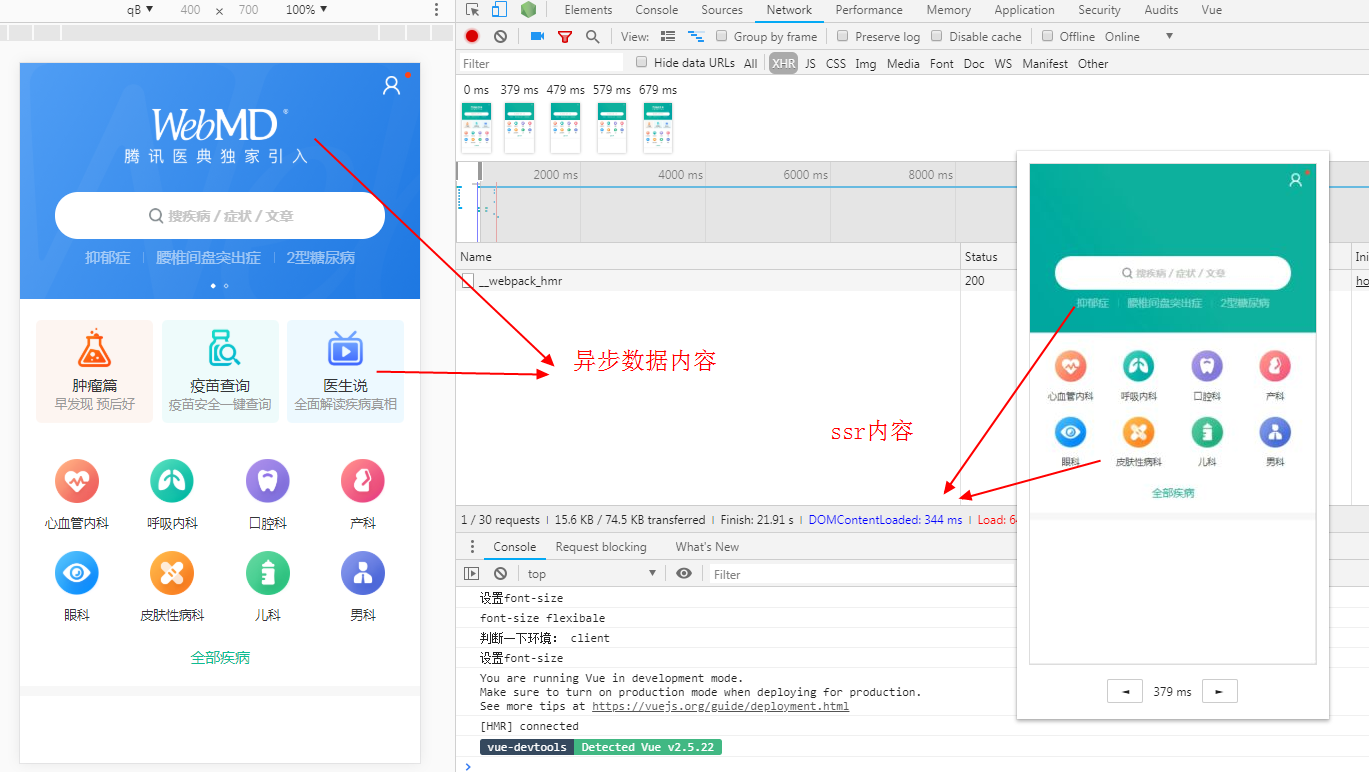 qB ▼ 400 × 700 100% ▼
Elements Console Sources Network Performance Memory Application Security Audits Vue
View: Group by frame Preserve log Disable cache Offline Online ▼
Filter Hide data URLs All XHR JS CSS Img Media Font Doc WS Manifest Other
0 ms 379 ms 479 ms 579 ms 679 ms
2000 ms 4000 ms 6000 ms 8000 ms
WebMD®
腾讯医典独家引入
搜疾病 / 症状 / 文章
抑郁症 | 腰椎间盘突出症 | 2型糖尿病
肿瘤篇 疫苗查询 医生说
早发现 预后好 疫苗安全一键查询 全面解读疾病真相
心血管内科 呼吸内科 口腔科 产科
眼科 皮肤性病科 儿科 男科
全部疾病
Name Status Ini
__webpack_hmr 200 ho
异步数据内容
ssr内容
搜疾病 / 症状 / 文章
抑郁症 | 腰椎间盘突出症 | 2型糖尿病
心血管内科 呼吸内科 口腔科 产科
眼科 皮肤性病科 儿科 男科
全部疾病
◄ 379 ms ►
1 / 30 requests | 15.6 KB / 74.5 KB transferred | Finish: 21.91 s | DOMContentLoaded: 344 ms | Load: 64
Console Request blocking What's New
top ▼ Filter
设置font-size
font-size flexibale
判断一下环境： client
设置font-size
You are running Vue in development mode.
Make sure to turn on production mode when deploying for production.
See more tips at https://vuejs.org/guide/deployment.html
[HMR] connected
vue-devtools Detected Vue v2.5.22